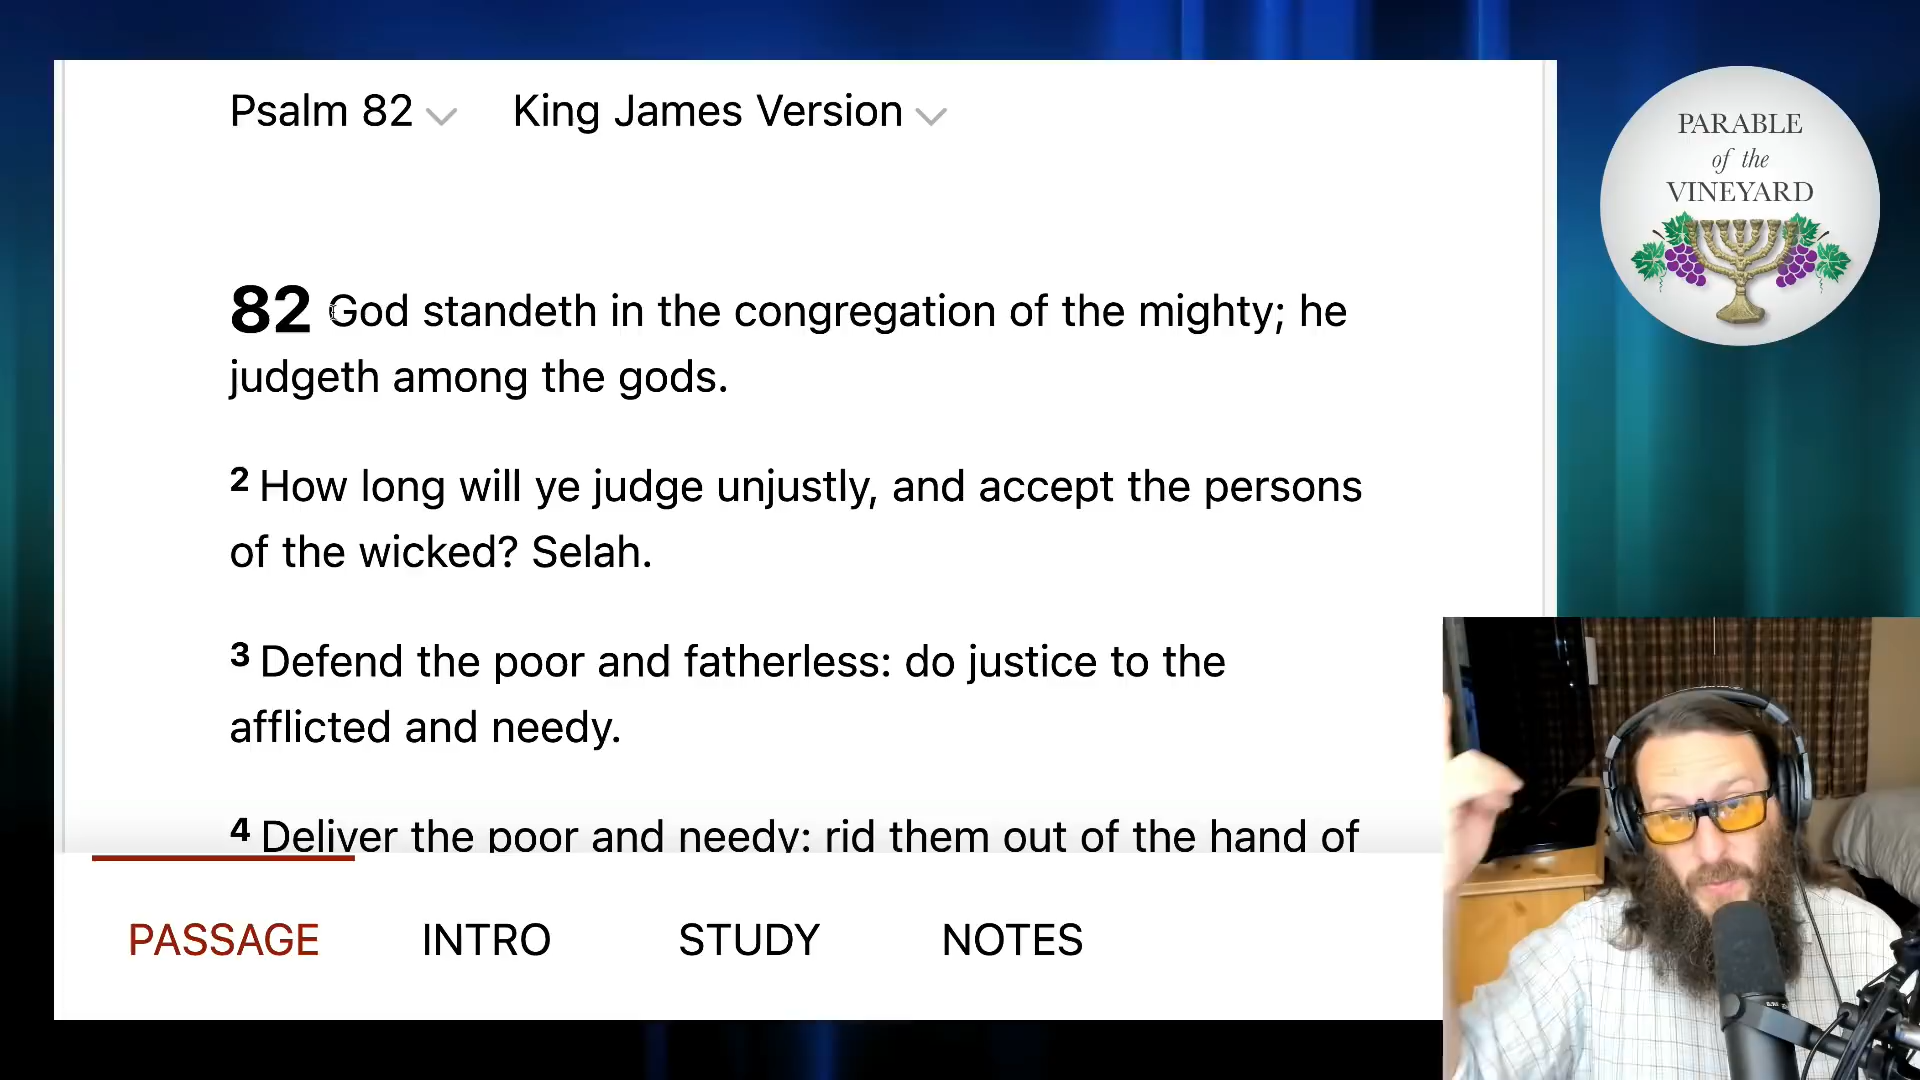 Psalm 82 King James Version
PARABLE
of the
VINEYARD
82 God standeth in the congregation of the mighty; he
judgeth among the gods.
2 How long will ye judge unjustly, and accept the persons
of the wicked? Selah.
3 Defend the poor and fatherless: do justice to the
afflicted and needy.
4 Deliver the poor and needy: rid them out of the hand of
PASSAGE INTRO STUDY NOTES